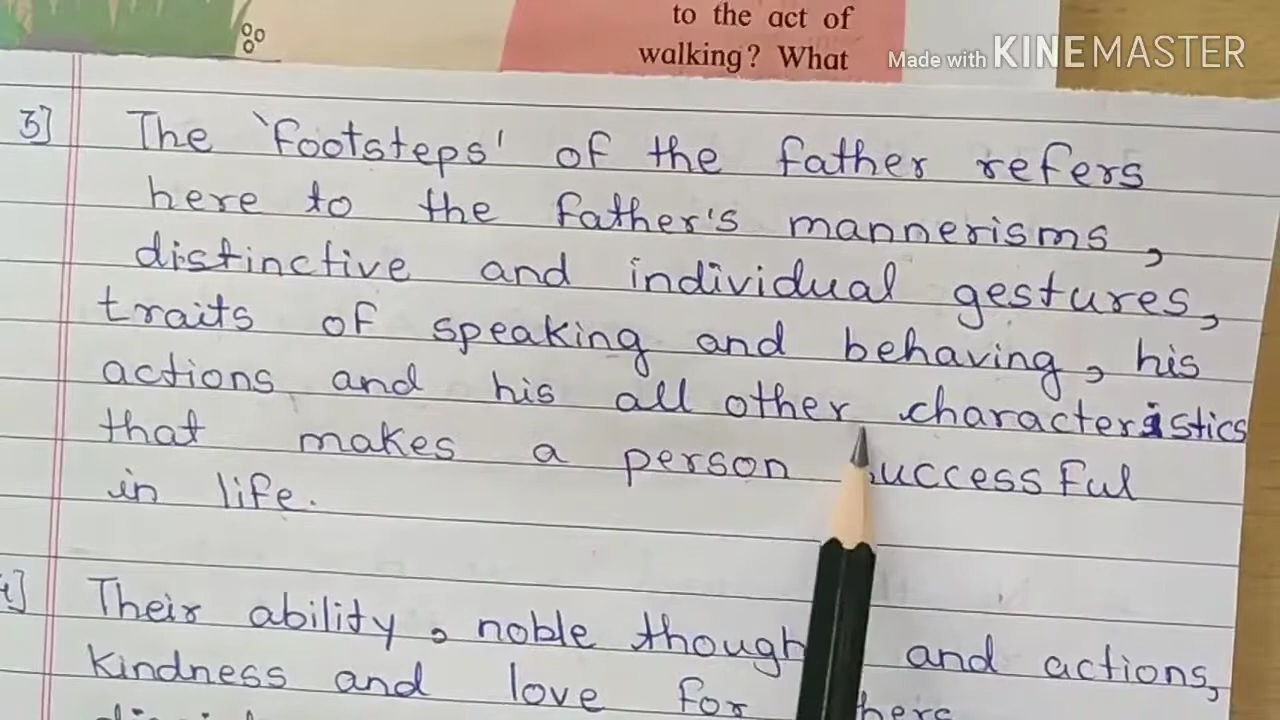 to the act of
walking? What
Made with KINEMASTER
3] The 'footsteps' of the father refers
here to the father's mannerisms,
distinctive and individual gestures,
traits of speaking and behaving, his
actions and his all other characteristics
that makes a person successful
in life.
Their ability, noble and actions,
kindness and love for